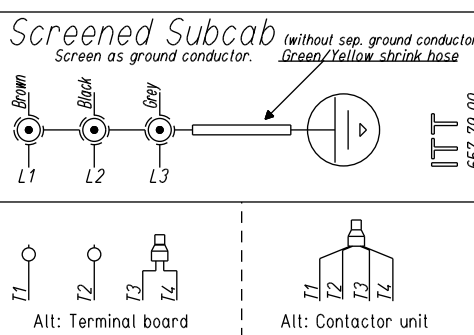 Screened Subcab (without sep. ground conductor
Screen as ground conductor. Green/Yellow shrink hose
Brown Black Grey
L1 L2 L3
ITT
T1 T2 T3 T4
T1 T2 T3 T4
Alt: Terminal board
Alt: Contactor unit